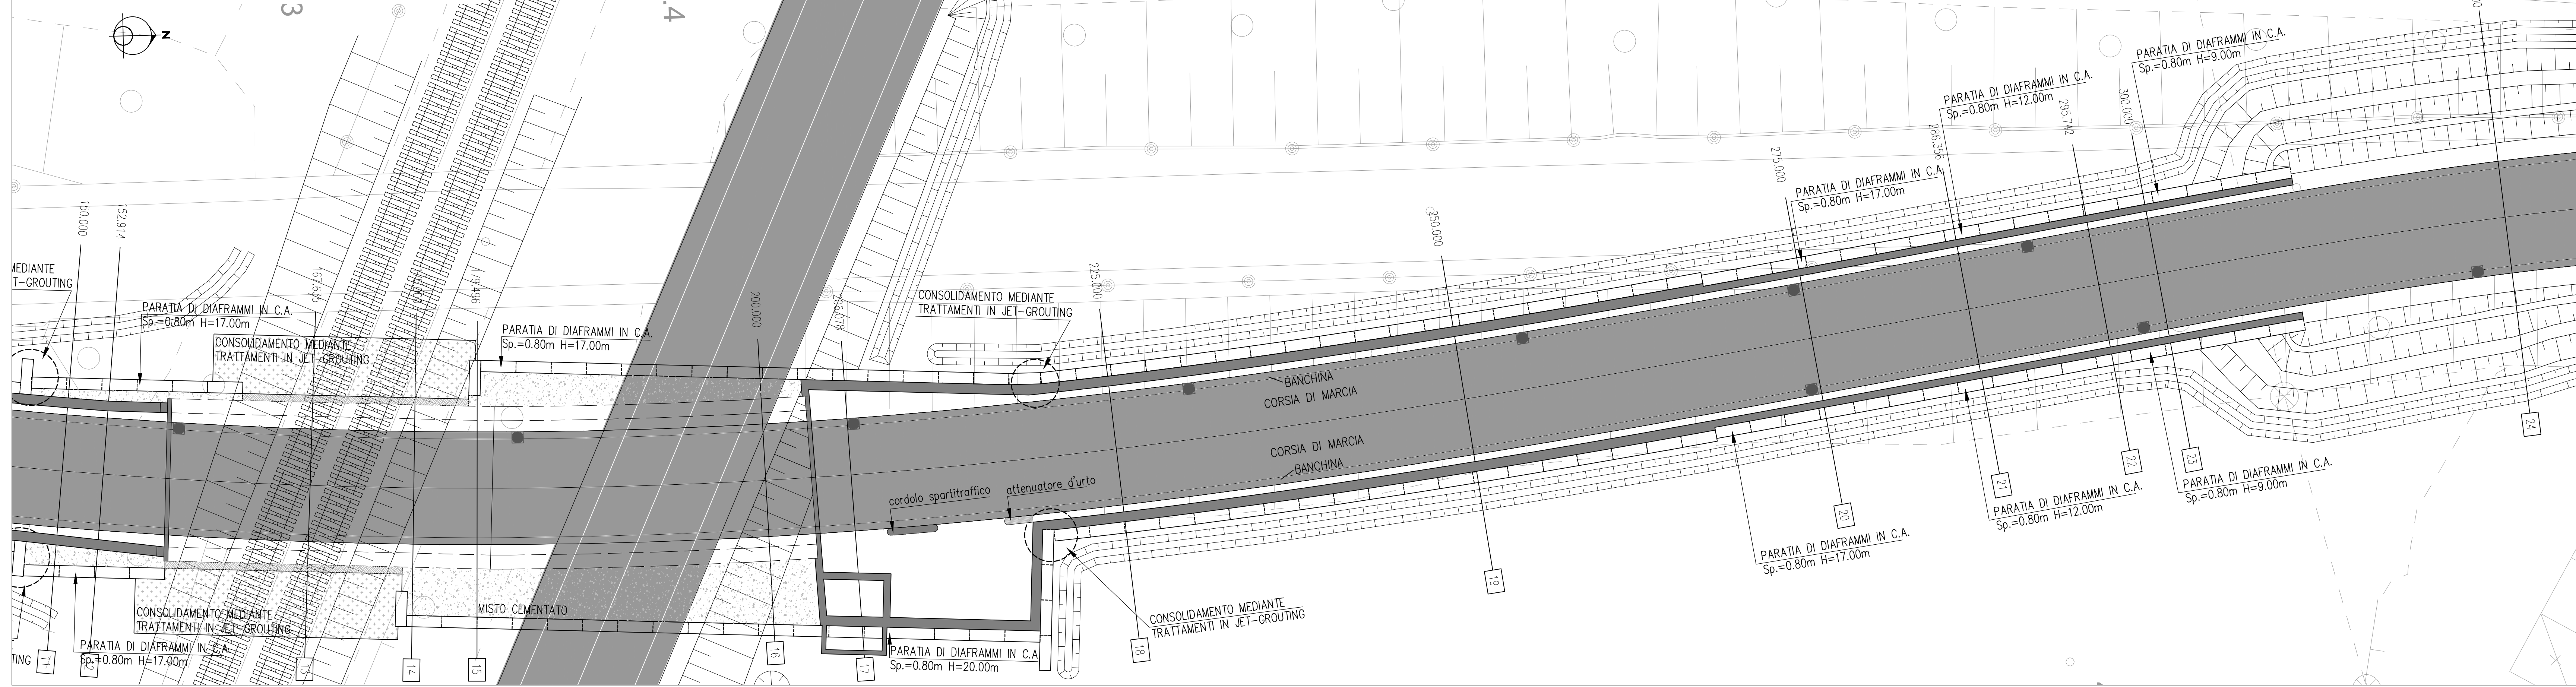 3
.4
N
PARATIA DI DIAFRAMMI IN C.A.
Sp.=0.80m H=9.00m
PARATIA DI DIAFRAMMI IN C.A.
Sp.=0.80m H=12.00m
PARATIA DI DIAFRAMMI IN C.A.
Sp.=0.80m H=17.00m
150.000
152.914
167.635
179.496
200.000
225.000
250.000
275.000
286.356
295.742
300.000
MEDIANTE
T-GROUTING
PARATIA DI DIAFRAMMI IN C.A.
Sp.=0.80m H=17.00m
CONSOLIDAMENTO MEDIANTE
TRATTAMENTI IN JET-GROUTING
PARATIA DI DIAFRAMMI IN C.A.
Sp.=0.80m H=17.00m
CONSOLIDAMENTO MEDIANTE
TRATTAMENTI IN JET-GROUTING
BANCHINA
CORSIA DI MARCIA
CORSIA DI MARCIA
BANCHINA
cordolo spartitraffico
attenuatore d'urto
MISTO CEMENTATO
CONSOLIDAMENTO MEDIANTE
TRATTAMENTI IN JET-GROUTING
PARATIA DI DIAFRAMMI IN C.A.
Sp.=0.80m H=17.00m
TING
PARATIA DI DIAFRAMMI IN C.A.
Sp.=0.80m H=20.00m
CONSOLIDAMENTO MEDIANTE
TRATTAMENTI IN JET-GROUTING
PARATIA DI DIAFRAMMI IN C.A.
Sp.=0.80m H=17.00m
PARATIA DI DIAFRAMMI IN C.A.
Sp.=0.80m H=12.00m
PARATIA DI DIAFRAMMI IN C.A.
Sp.=0.80m H=9.00m
11
12
13
14
15
16
17
18
19
20
21
22
23
24